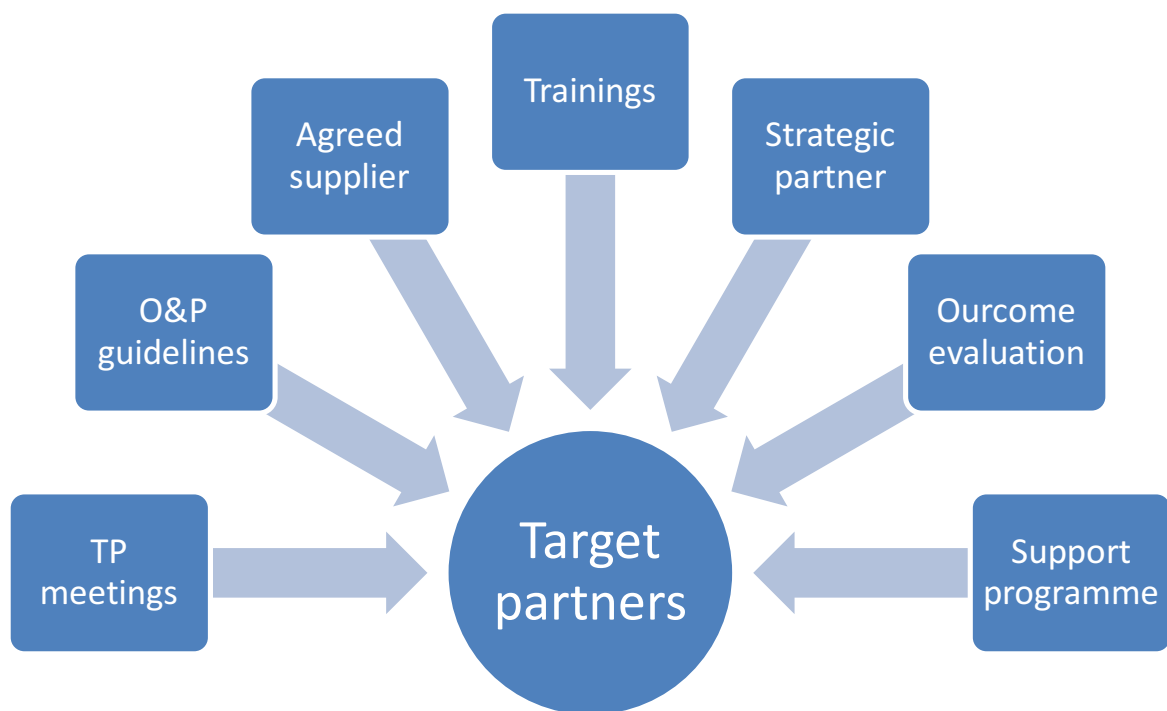 Trainings
Agreed
supplier
Strategic
partner
O&P
guidelines
Ourcome
evaluation
TP
meetings
Target
partners
Support
programme